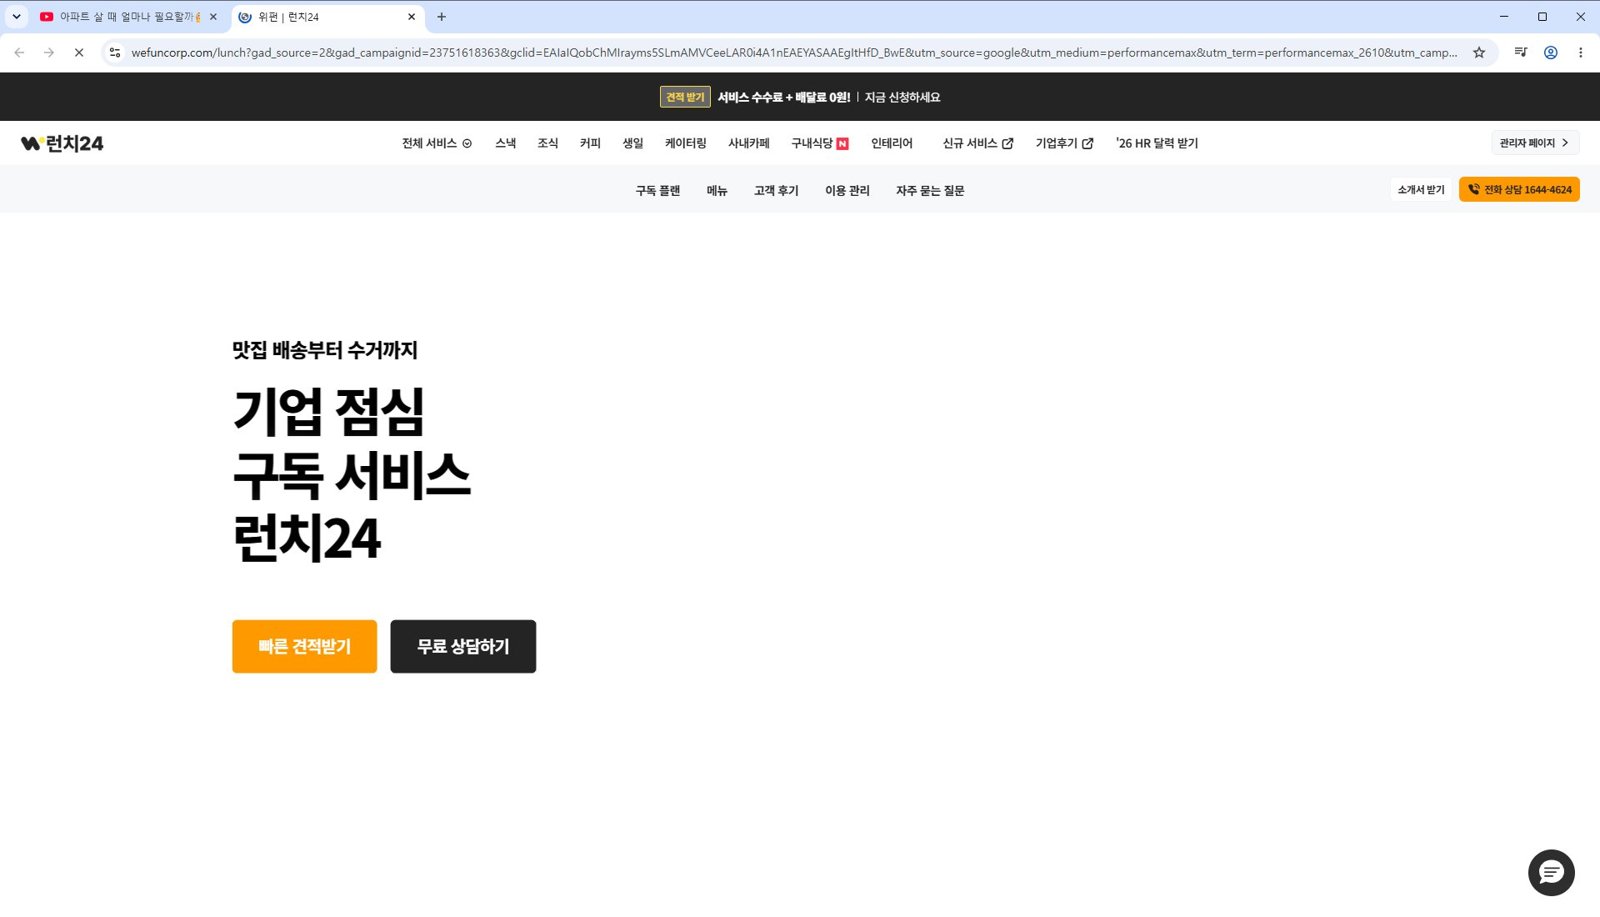 아파트 살 때 얼마나 필요할까
위펀 | 런치24
wefuncorp.com/lunch?gad_source=2&gad_campaignid=23751618363&gclid=EAIaIQobChMIrayms5SLmAMVCeeLAR0i4A1nEAEYASAAEgItHfD_BwE&utm_source=google&utm_medium=performancemax&utm_term=performancemax_2610&utm_camp...
견적 받기 서비스 수수료 + 배달료 0원! | 지금 신청하세요
런치24 전체 서비스 스낵 조식 커피 생일 케이터링 사내카페 구내식당 N 인테리어 신규 서비스 기업후기 '26 HR 달력 받기 관리자 페이지
구독 플랜 메뉴 고객 후기 이용 관리 자주 묻는 질문 소개서 받기 전화 상담 1644-4624
맛집 배송부터 수거까지
기업 점심
구독 서비스
런치24
빠른 견적받기 무료 상담하기